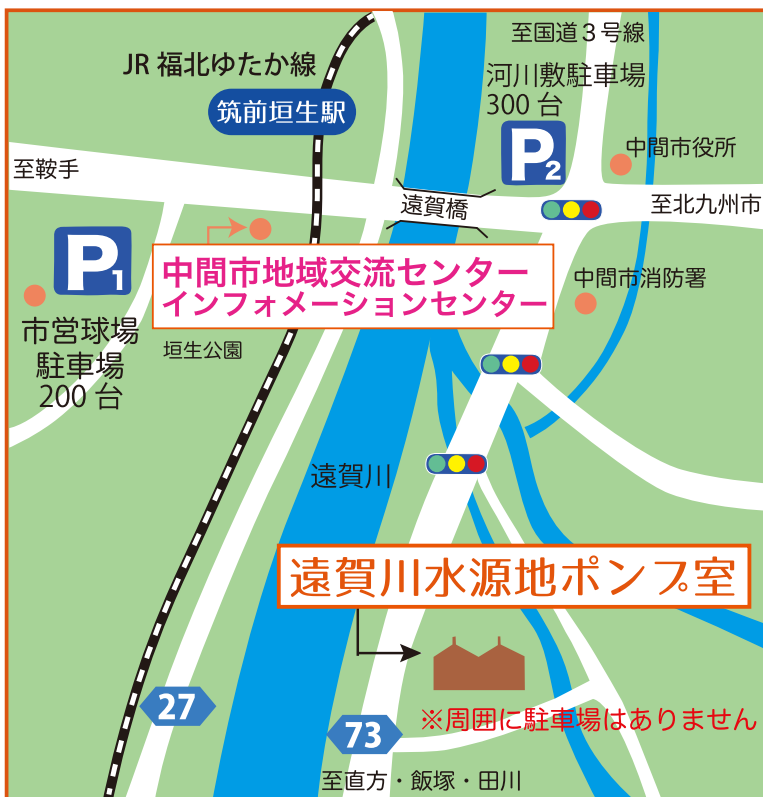 至国道３号線
JR 福北ゆたか線
河川敷駐車場
300 台
筑前垣生駅
P2
中間市役所
至鞍手
遠賀橋
至北九州市
P1
中間市地域交流センター
インフォメーションセンター
中間市消防署
市営球場
駐車場
200 台
垣生公園
遠賀川
遠賀川水源地ポンプ室
27
73
※周囲に駐車場はありません
至直方・飯塚・田川